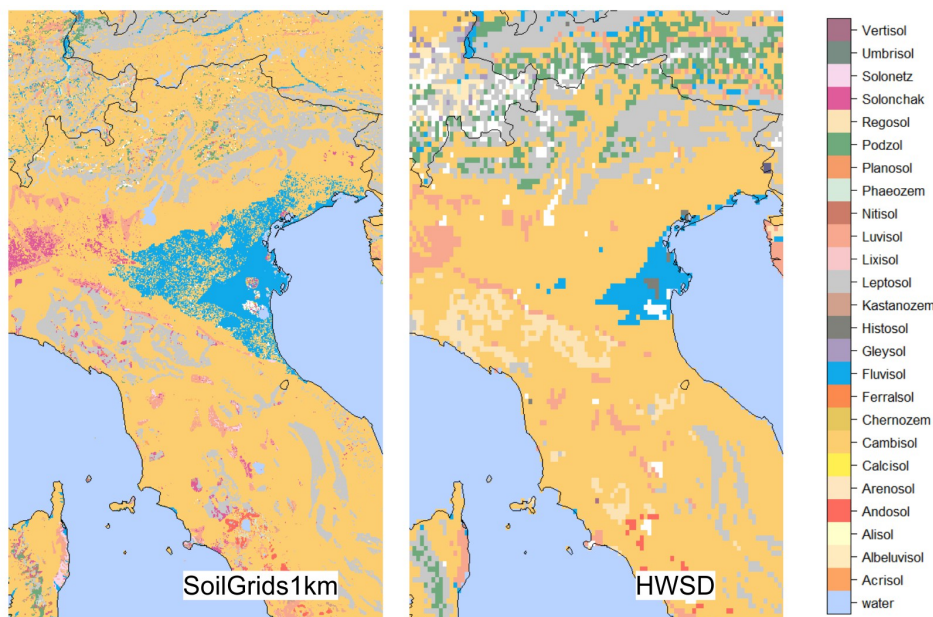 SoilGrids1km
HWSD
Vertisol
Umbrisol
Solonetz
Solonchak
Regosol
Podzol
Planosol
Phaeozem
Nitisol
Luvisol
Lixisol
Leptosol
Kastanozem
Histosol
Gleysol
Fluvisol
Ferralsol
Chernozem
Cambisol
Calcisol
Arenosol
Andosol
Alisol
Albeluvisol
Acrisol
water